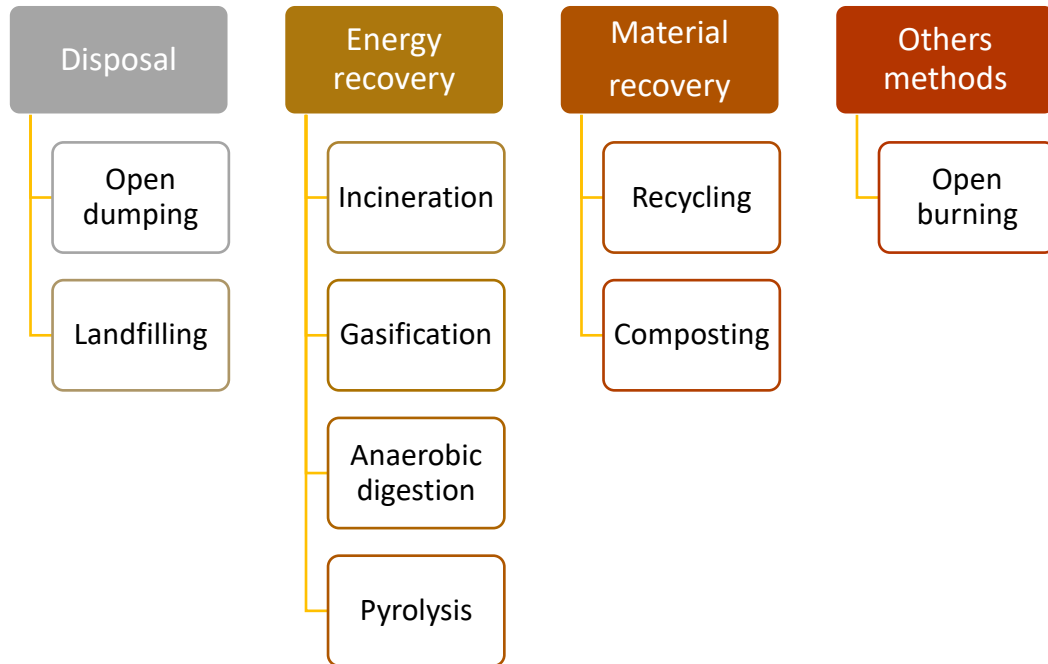 Disposal
Open
dumping
Landfilling
Energy
recovery
Incineration
Gasification
Anaerobic
digestion
Pyrolysis
Material
recovery
Recycling
Composting
Others
methods
Open
burning